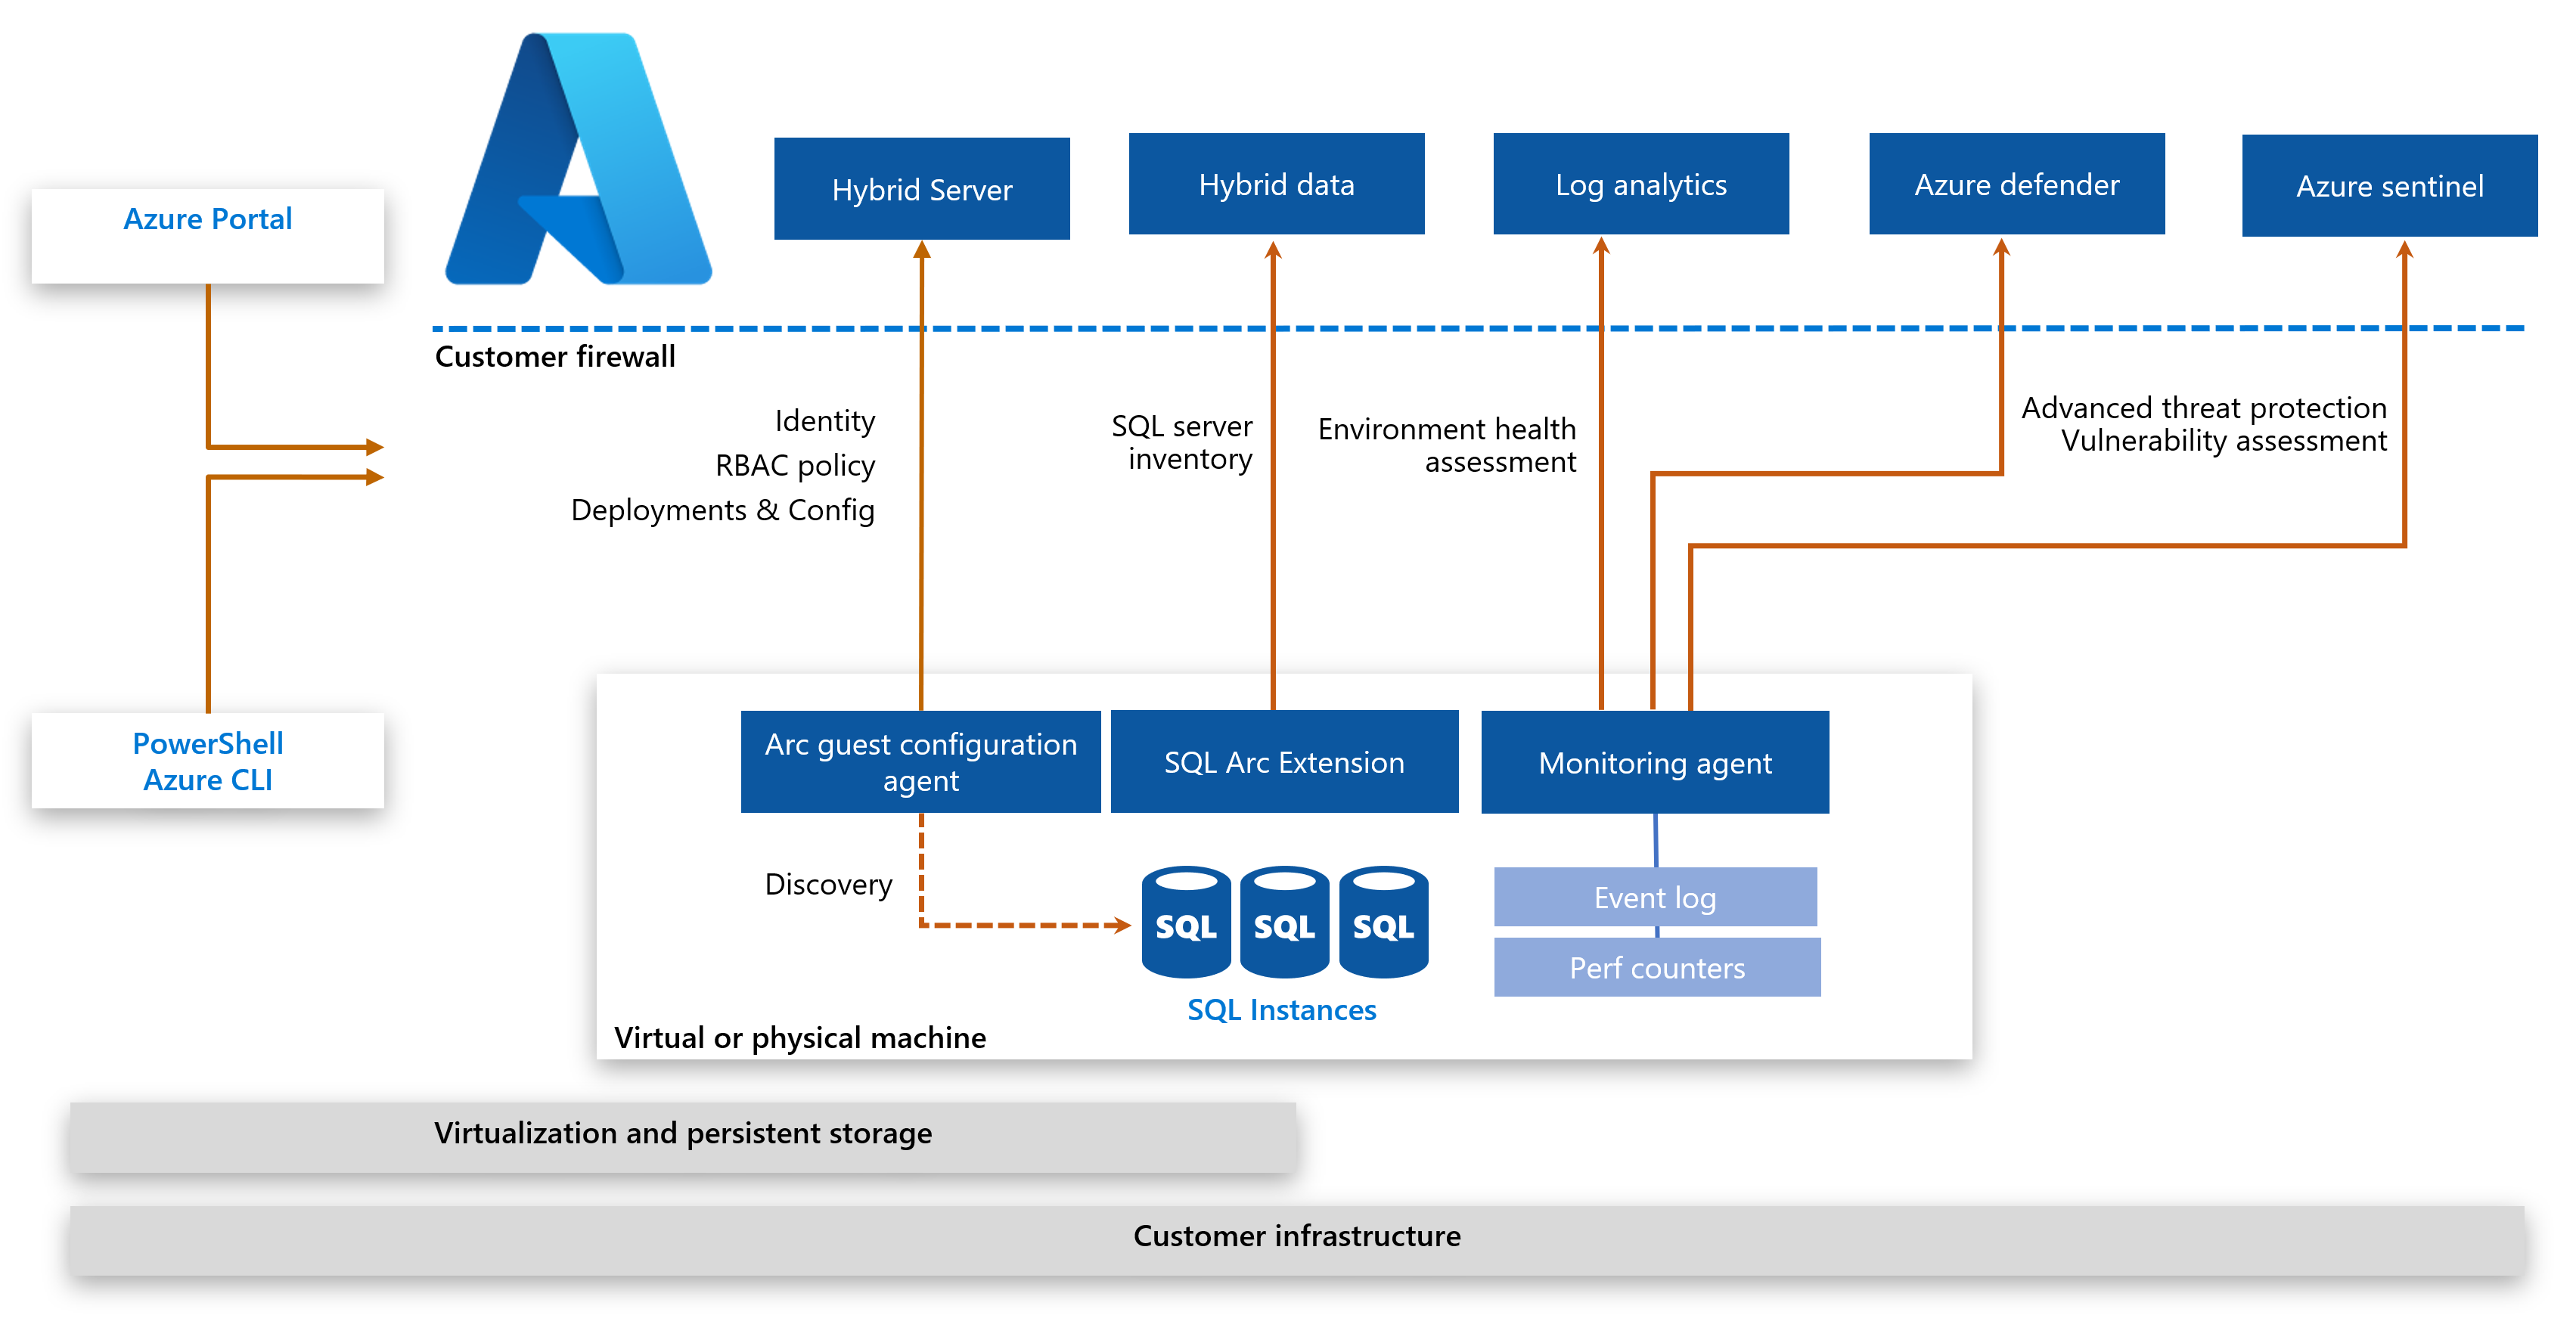 Azure Portal
Hybrid Server
Hybrid data
Log analytics
Azure defender
Azure sentinel
Customer firewall
Identity
RBAC policy
Deployments & Config
SQL server
inventory
Environment health
assessment
Advanced threat protection
Vulnerability assessment
PowerShell
Azure CLI
Arc guest configuration
agent
SQL Arc Extension
Monitoring agent
Discovery
SQL
SQL
SQL
SQL Instances
Event log
Perf counters
Virtual or physical machine
Virtualization and persistent storage
Customer infrastructure